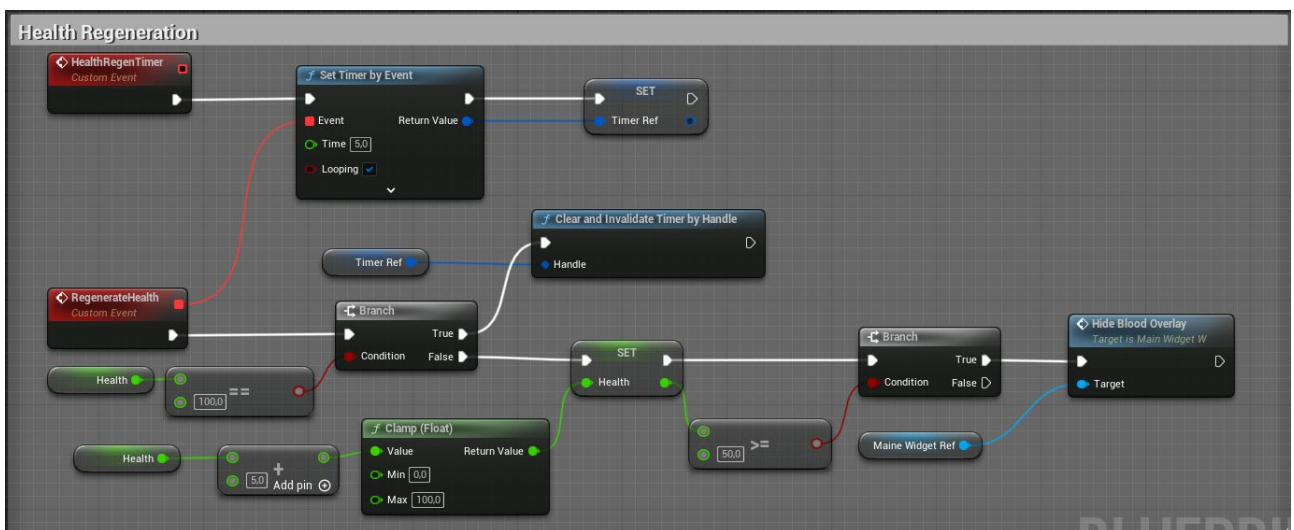 Health Regeneration
HealthRegenTimer
Custom Event
f Set Timer by Event
Event
Return Value
Time 5,0
Looping
SET
Timer Ref
f Clear and Invalidate Timer by Handle
Handle
Timer Ref
RegenerateHealth
Custom Event
Branch
True
Condition
False
Health
==
100,0
SET
Health
Branch
True
Condition
False
Hide Blood Overlay
Target is Main Widget W
Target
Health
+
5,0
Add pin
f Clamp (Float)
Value
Return Value
Min 0,0
Max 100,0
>=
50,0
Maine Widget Ref